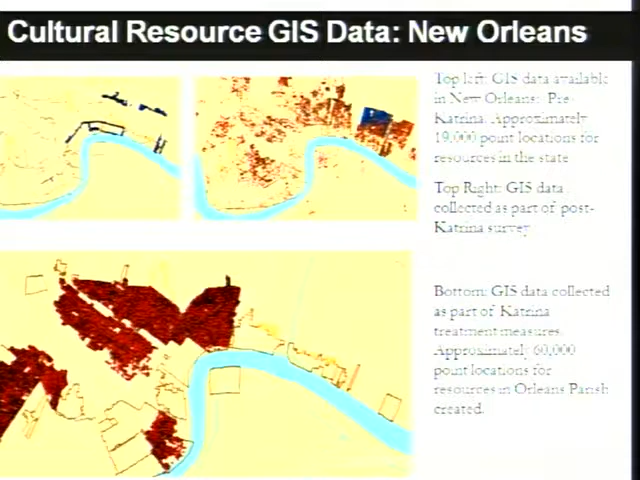 Cultural Resource GIS Data: New Orleans
Top left: GIS data available
in New Orleans: Pre-
Katrina. Approximately
19,000 point locations for
resources in the state
Top Right: GIS data
collected as part of post-
Katrina survey
Bottom: GIS data collected
as part of Katrina
treatment measures.
Approximately 60,000
point locations for
resources in Orleans Parish
created.